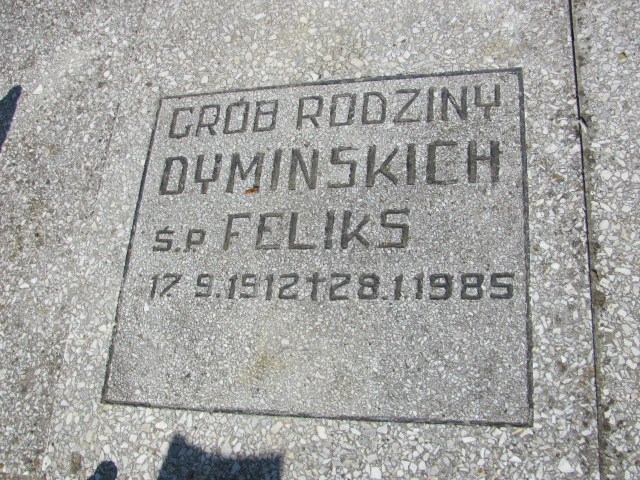 GRÓB RODZINY
DYMIŃSKICH
Ś.P FELIKS
17 9.1912†28.1.1985